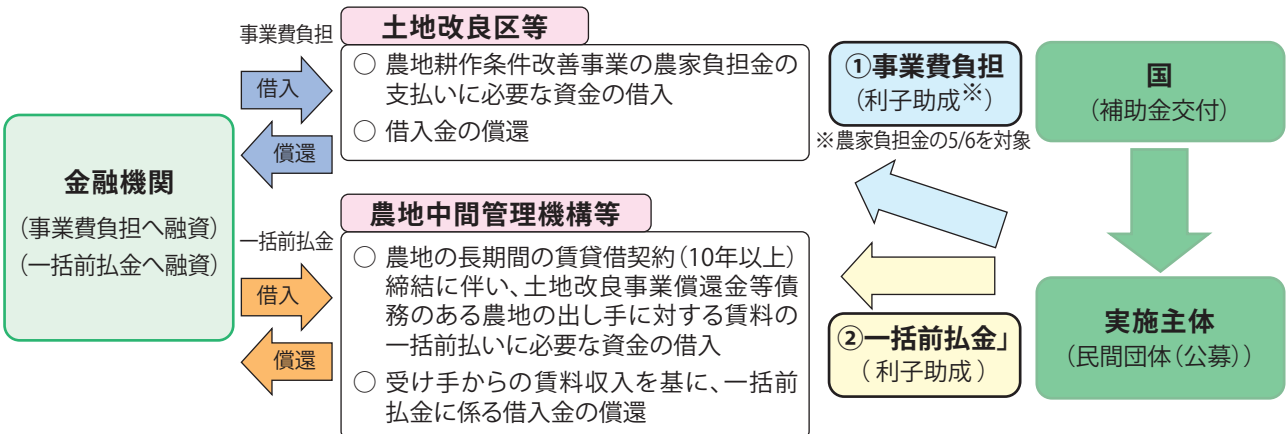 金融機関
（事業費負担へ融資）
（一括前払金へ融資）
事業費負担
借入
償還
土地改良区等
○ 農地耕作条件改善事業の農家負担金の
支払いに必要な資金の借入
○ 借入金の償還
一括前払金
借入
償還
農地中間管理機構等
○ 農地の長期間の賃貸借契約（10年以上）
締結に伴い、土地改良事業償還金等債
務のある農地の出し手に対する賃料の
一括前払いに必要な資金の借入
○ 受け手からの賃料収入を基に、一括前
払金に係る借入金の償還
①事業費負担
（利子助成※）
※農家負担金の5/6を対象
②一括前払金」
（利子助成）
国
（補助金交付）
実施主体
（民間団体（公募））